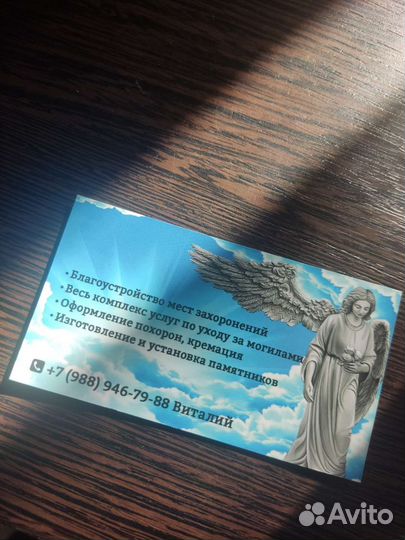 • Благоустройство мест захоронений
• Весь комплекс услуг по уходу за могилами
• Оформление похорон, кремация
• Изготовление и установка памятников
+7 (988) 946-79-88 Виталий
Avito